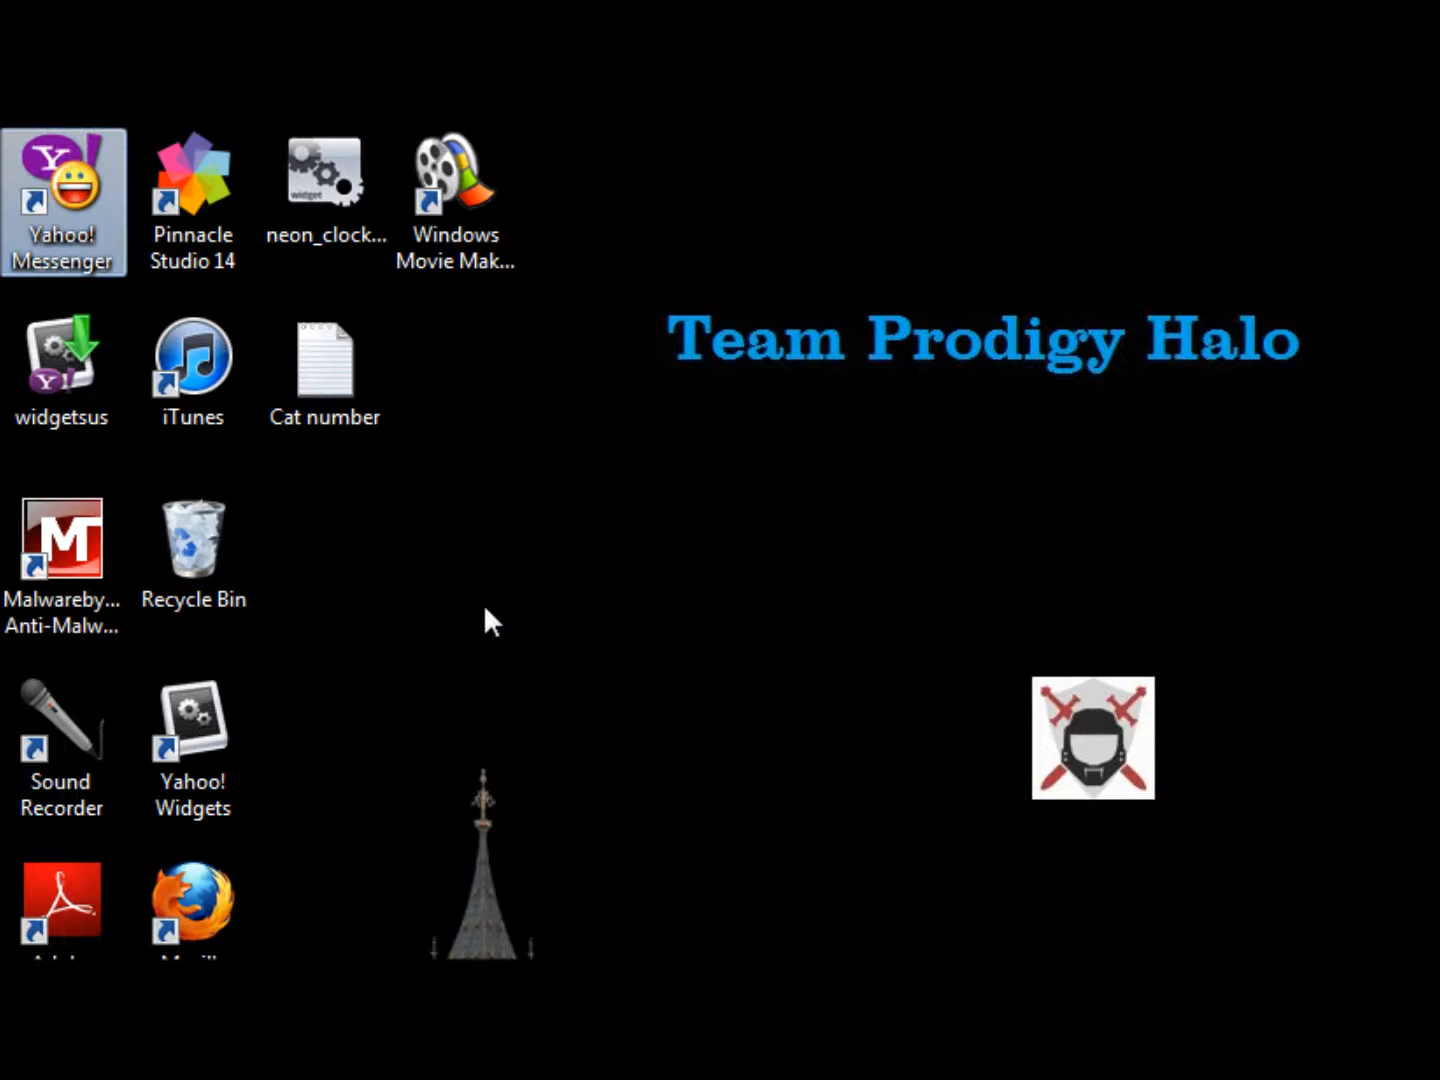 Yahoo!
Messenger
Pinnacle
Studio 14
widget
neon_clock...
Windows
Movie Mak...
Team Prodigy Halo
widgetsus
iTunes
Cat number
Malwareby...
Anti-Malw...
Recycle Bin
Sound
Recorder
Yahoo!
Widgets